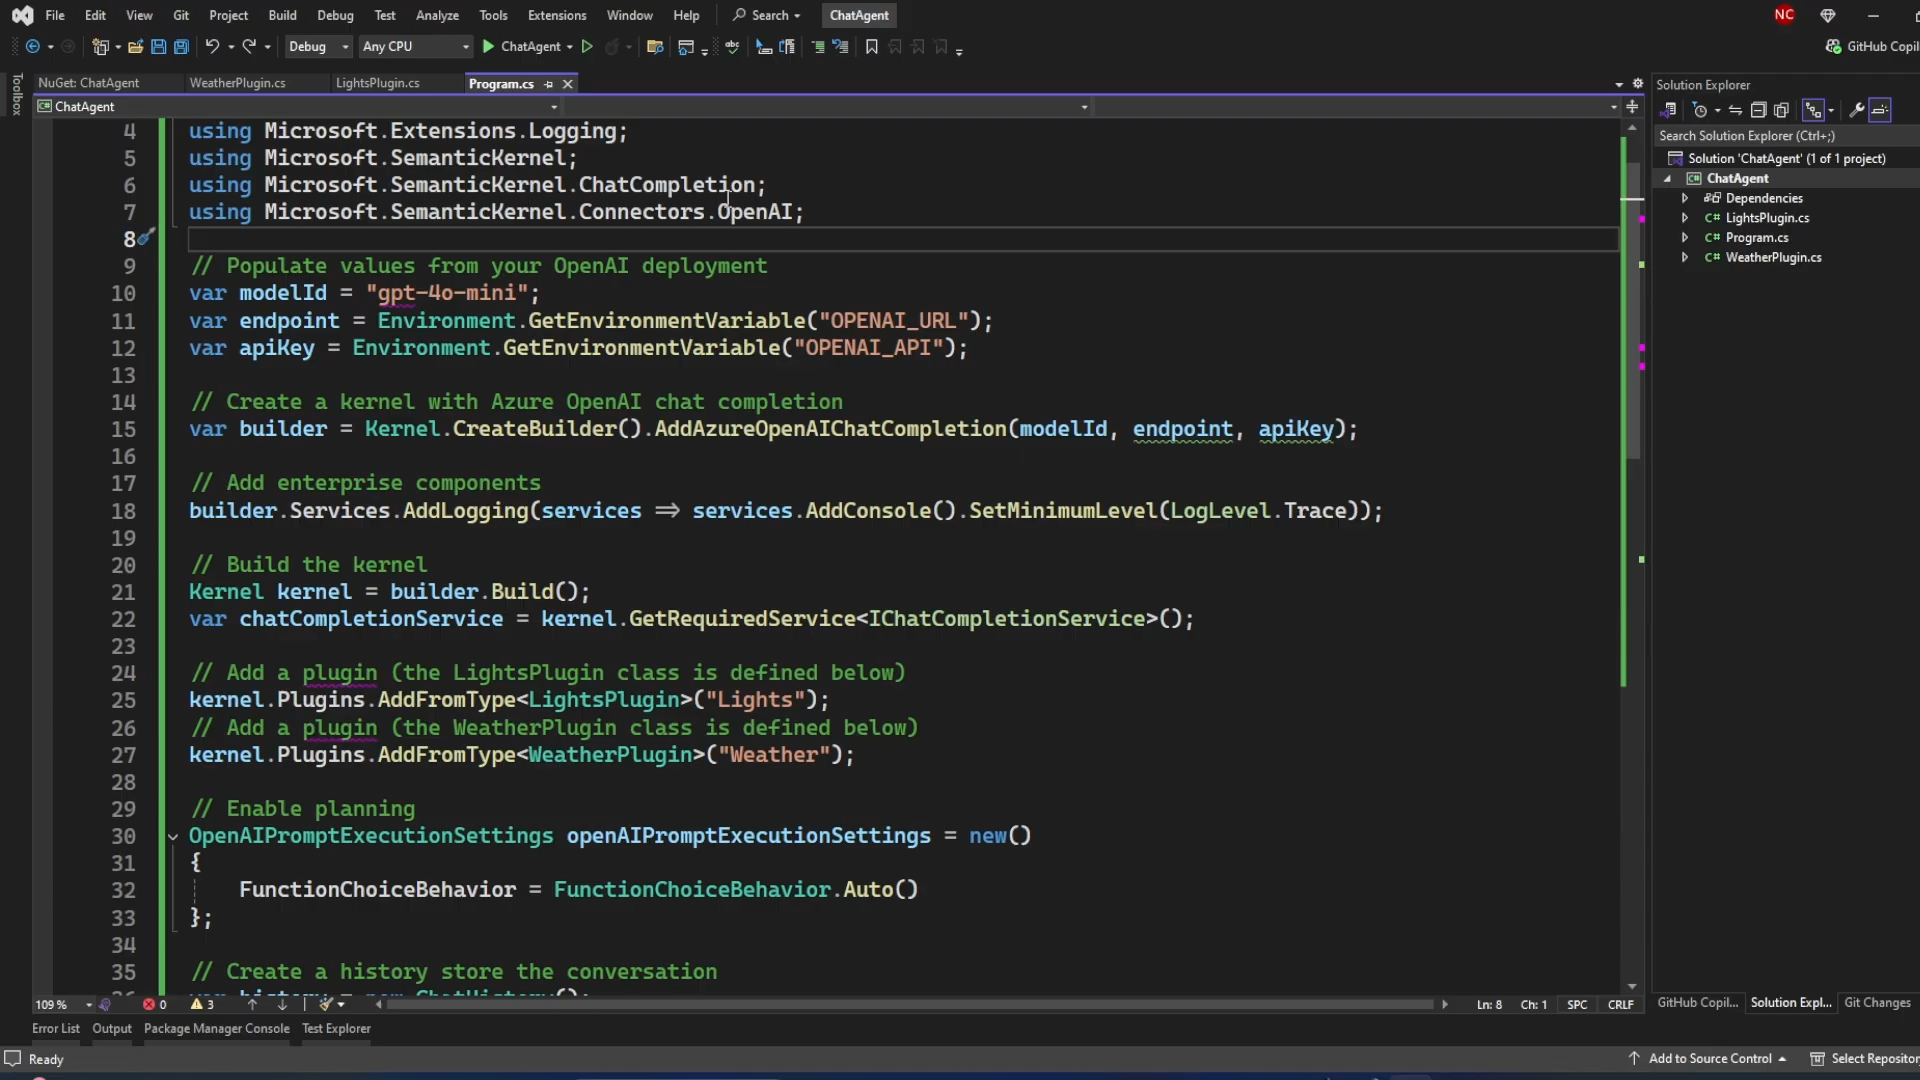 File Edit View Git Project Build Debug Test Analyze Tools Extensions Window Help Search ChatAgent NC
Debug Any CPU ChatAgent abc GitHub Copil
Toolbox
NuGet: ChatAgent WeatherPlugin.cs LightsPlugin.cs Program.cs
C# ChatAgent
4 using Microsoft.Extensions.Logging;
5 using Microsoft.SemanticKernel;
6 using Microsoft.SemanticKernel.ChatCompletion;
7 using Microsoft.SemanticKernel.Connectors.OpenAI;
8
9 // Populate values from your OpenAI deployment
10 var modelId = "gpt-4o-mini";
11 var endpoint = Environment.GetEnvironmentVariable("OPENAI_URL");
12 var apiKey = Environment.GetEnvironmentVariable("OPENAI_API");
13
14 // Create a kernel with Azure OpenAI chat completion
15 var builder = Kernel.CreateBuilder().AddAzureOpenAIChatCompletion(modelId, endpoint, apiKey);
16
17 // Add enterprise components
18 builder.Services.AddLogging(services => services.AddConsole().SetMinimumLevel(LogLevel.Trace));
19
20 // Build the kernel
21 Kernel kernel = builder.Build();
22 var chatCompletionService = kernel.GetRequiredService<IChatCompletionService>();
23
24 // Add a plugin (the LightsPlugin class is defined below)
25 kernel.Plugins.AddFromType<LightsPlugin>("Lights");
26 // Add a plugin (the WeatherPlugin class is defined below)
27 kernel.Plugins.AddFromType<WeatherPlugin>("Weather");
28
29 // Enable planning
30 OpenAIPromptExecutionSettings openAIPromptExecutionSettings = new()
31 {
32 FunctionChoiceBehavior = FunctionChoiceBehavior.Auto()
33 };
34
35 // Create a history store the conversation
var history = new ChatHistory();
109 % 0 3 Ln: 8 Ch: 1 SPC CRLF
Error List Output Package Manager Console Test Explorer
Ready Add to Source Control Select Repositor
Solution Explorer
Search Solution Explorer (Ctrl+;)
Solution 'ChatAgent' (1 of 1 project)
C# ChatAgent
Dependencies
C# LightsPlugin.cs
C# Program.cs
C# WeatherPlugin.cs
GitHub Copil... Solution Expl... Git Changes